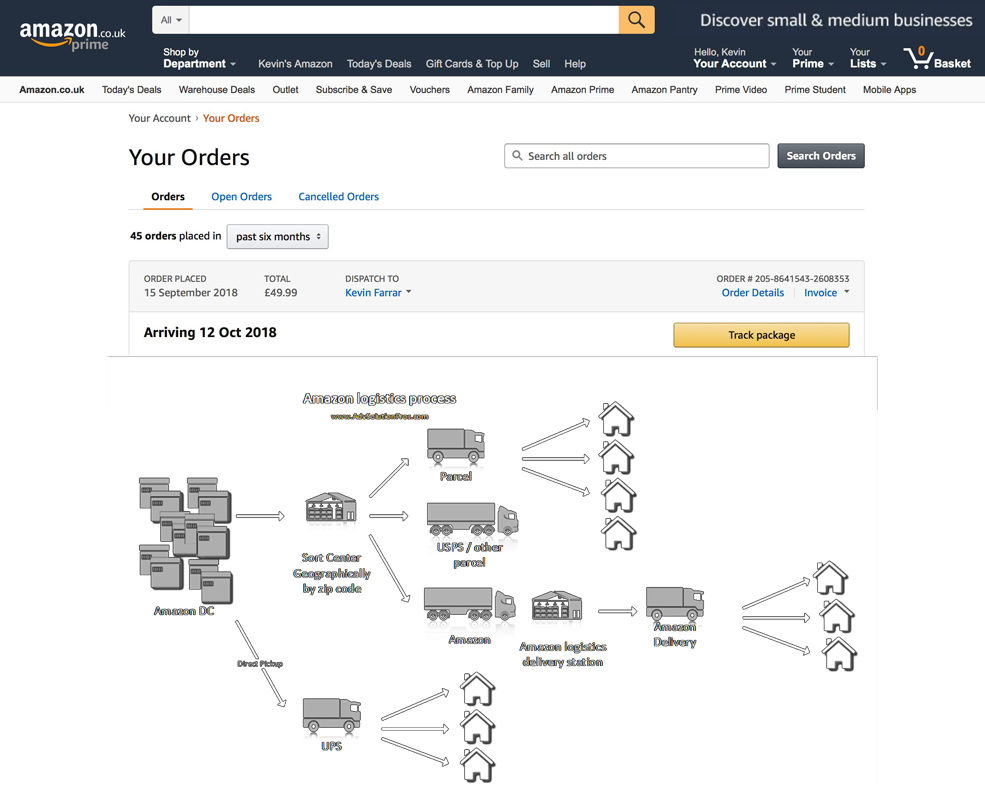 amazon.co.uk
prime
All
Discover small & medium businesses
Shop by
Department
Kevin's Amazon Today's Deals Gift Cards & Top Up Sell Help
Hello, Kevin
Your Account
Your
Prime
Your
Lists
0
Basket
Amazon.co.uk Today's Deals Warehouse Deals Outlet Subscribe & Save Vouchers Amazon Family Amazon Prime Amazon Pantry Prime Video Prime Student Mobile Apps
Your Account › Your Orders
Your Orders
Search all orders
Search Orders
Orders Open Orders Cancelled Orders
45 orders placed in past six months
ORDER PLACED TOTAL DISPATCH TO ORDER # 205-8641543-2608353
15 September 2018 £49.99 Kevin Farrar Order Details Invoice
Arriving 12 Oct 2018
Track package
Amazon logistics process
www.AdvSolutionPros.com
Parcel
USPS / other
parcel
Sort Center
Geographically
by zip code
Amazon DC
Amazon
Amazon logistics
delivery station
Amazon
Delivery
Direct Pickup
UPS